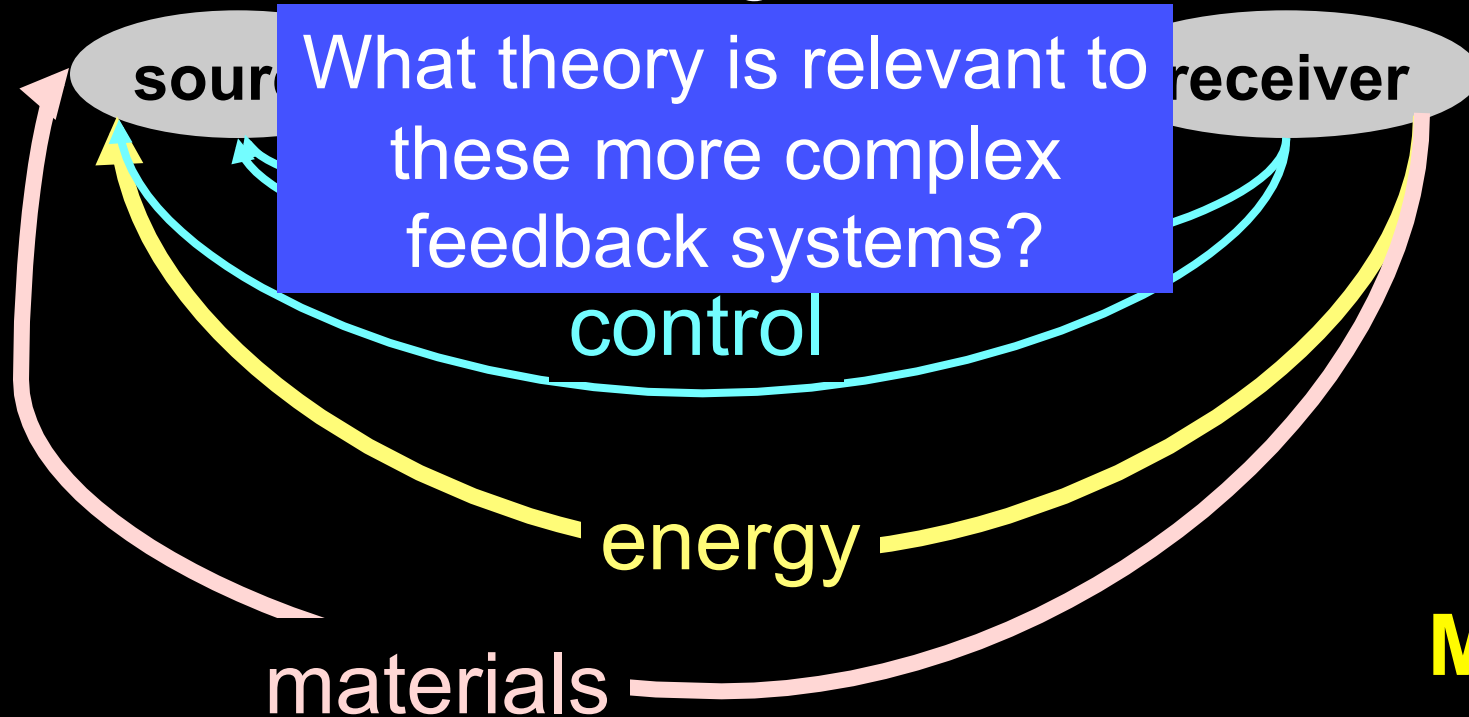 What theory is relevant to
receiver
these more complex
feedback systems?
control
energy
materials